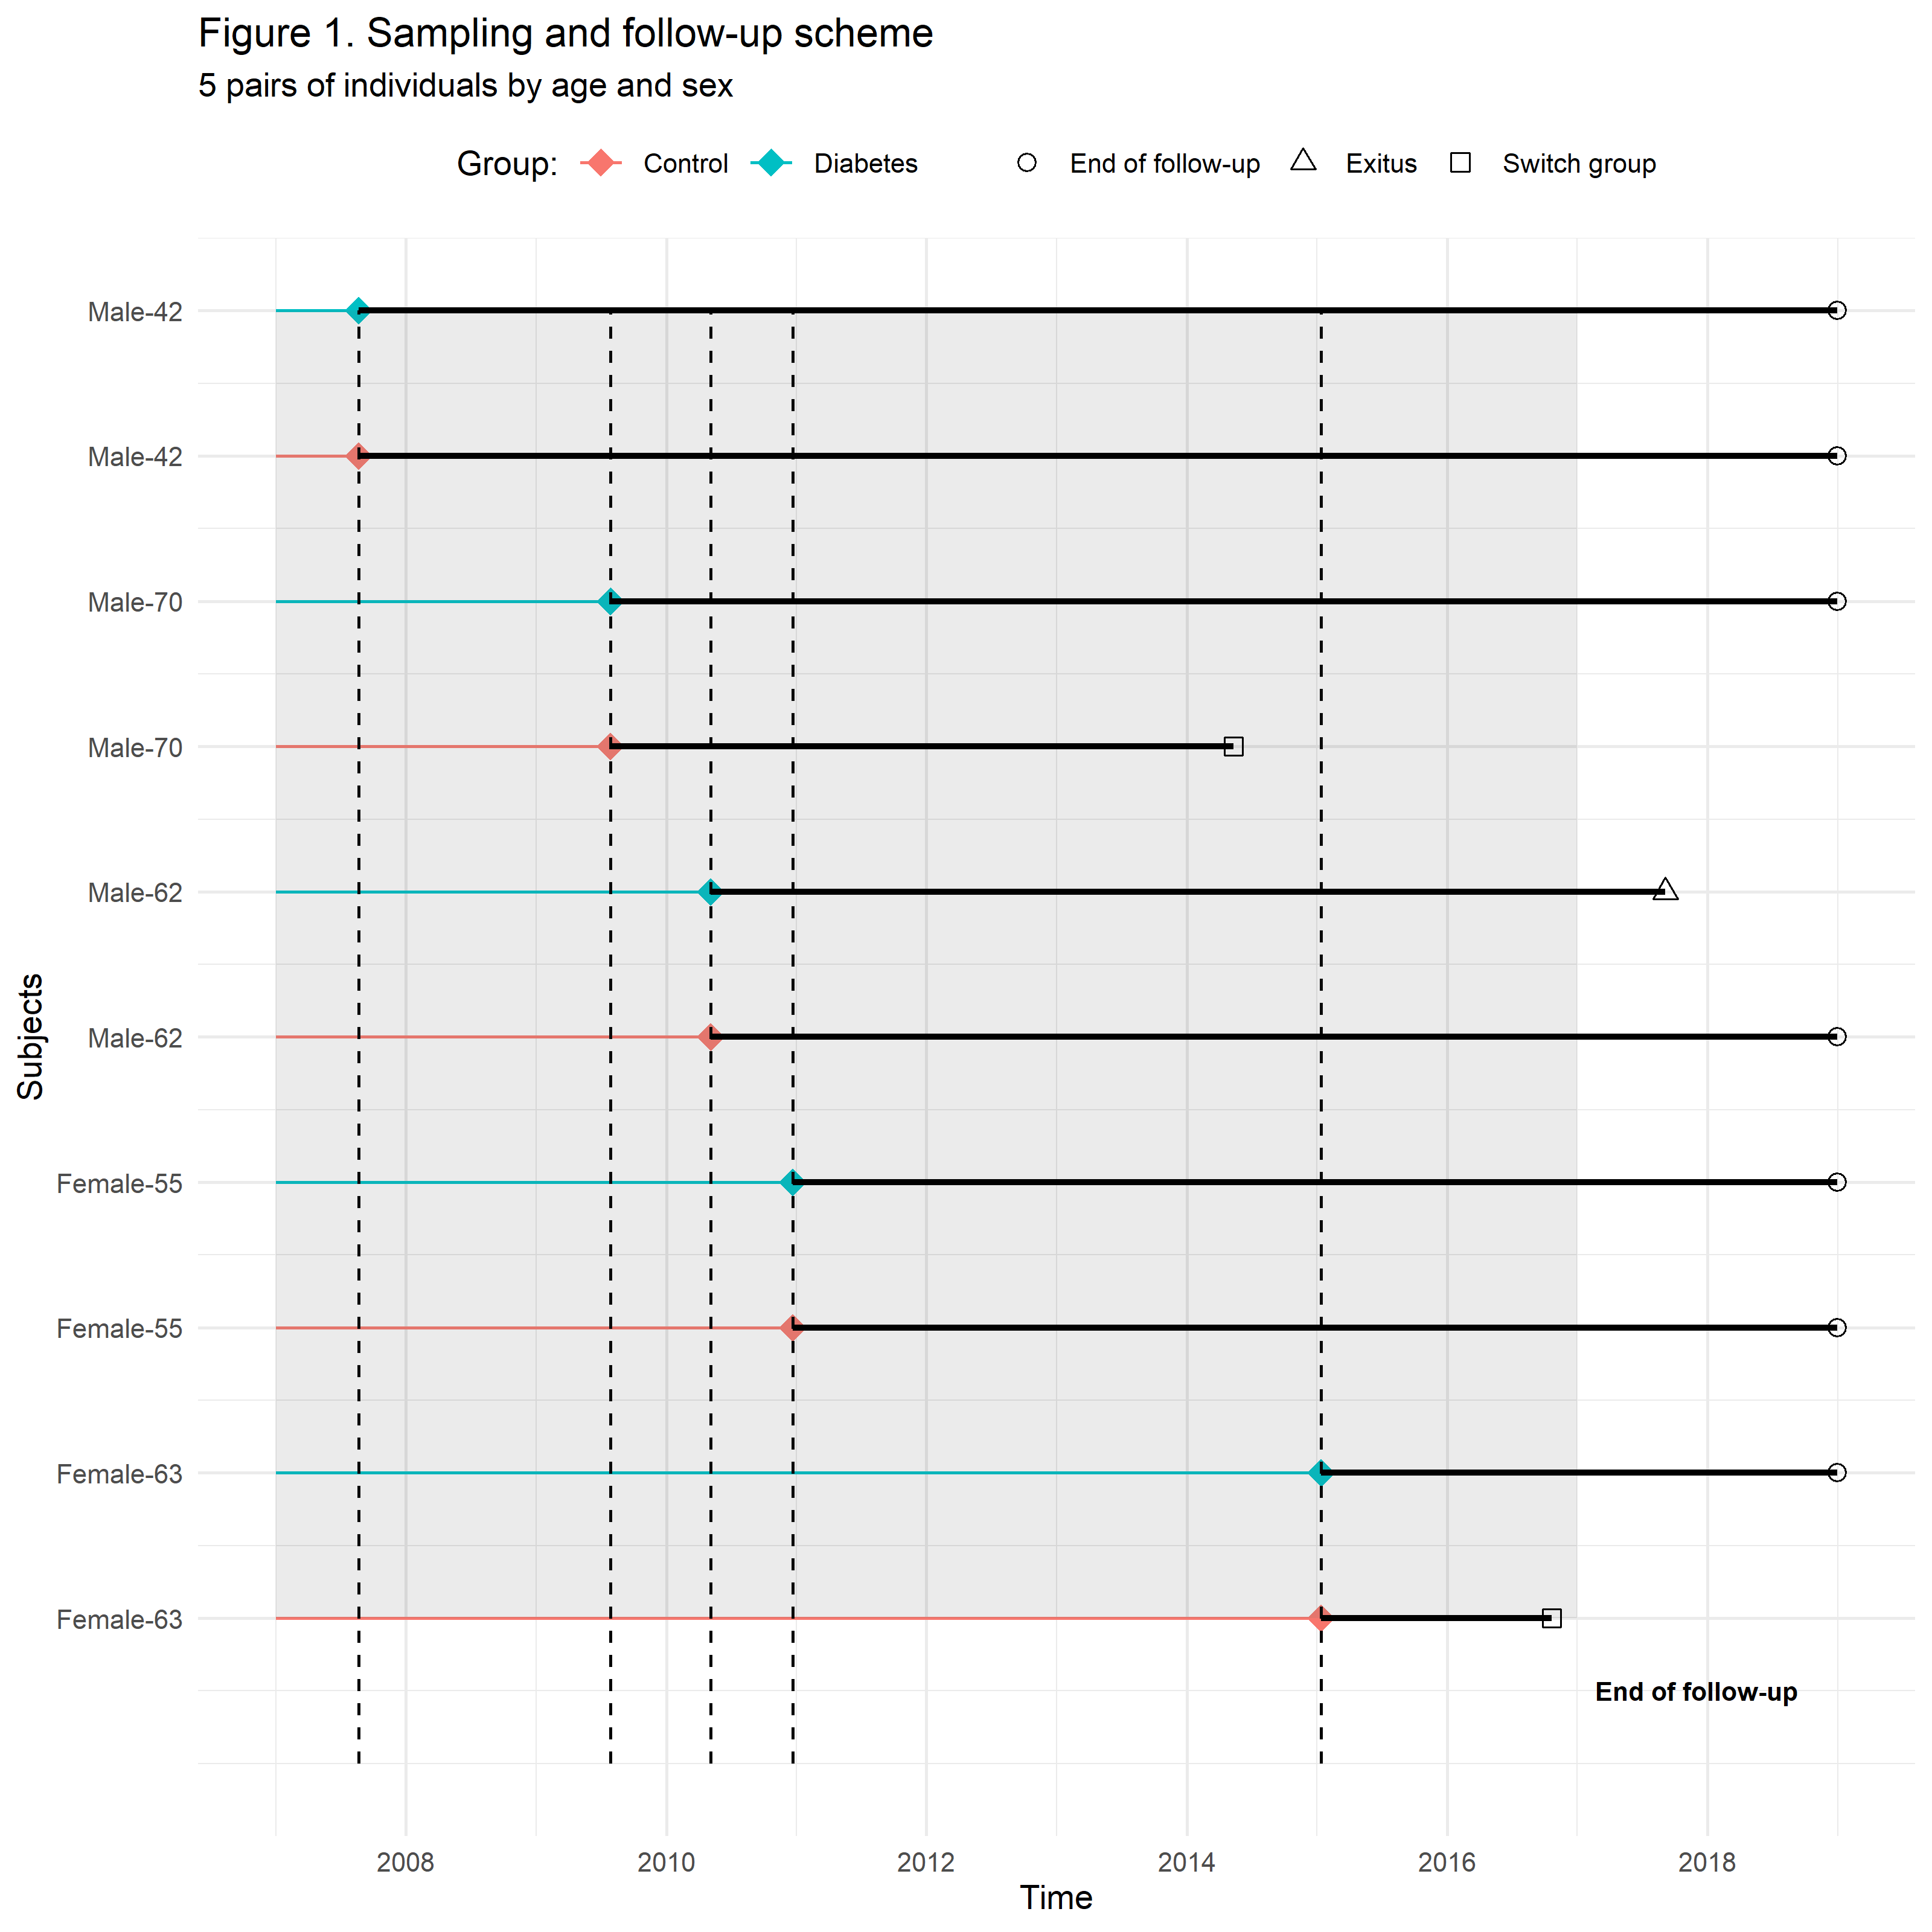 Figure 1. Sampling and follow-up scheme
5 pairs of individuals by age and sex
Group: Control Diabetes End of follow-up Exitus Switch group
Male-42
Male-42
Male-70
Male-70
Male-62
Male-62
Female-55
Female-55
Female-63
Female-63
Subjects
End of follow-up
2008 2010 2012 2014 2016 2018
Time